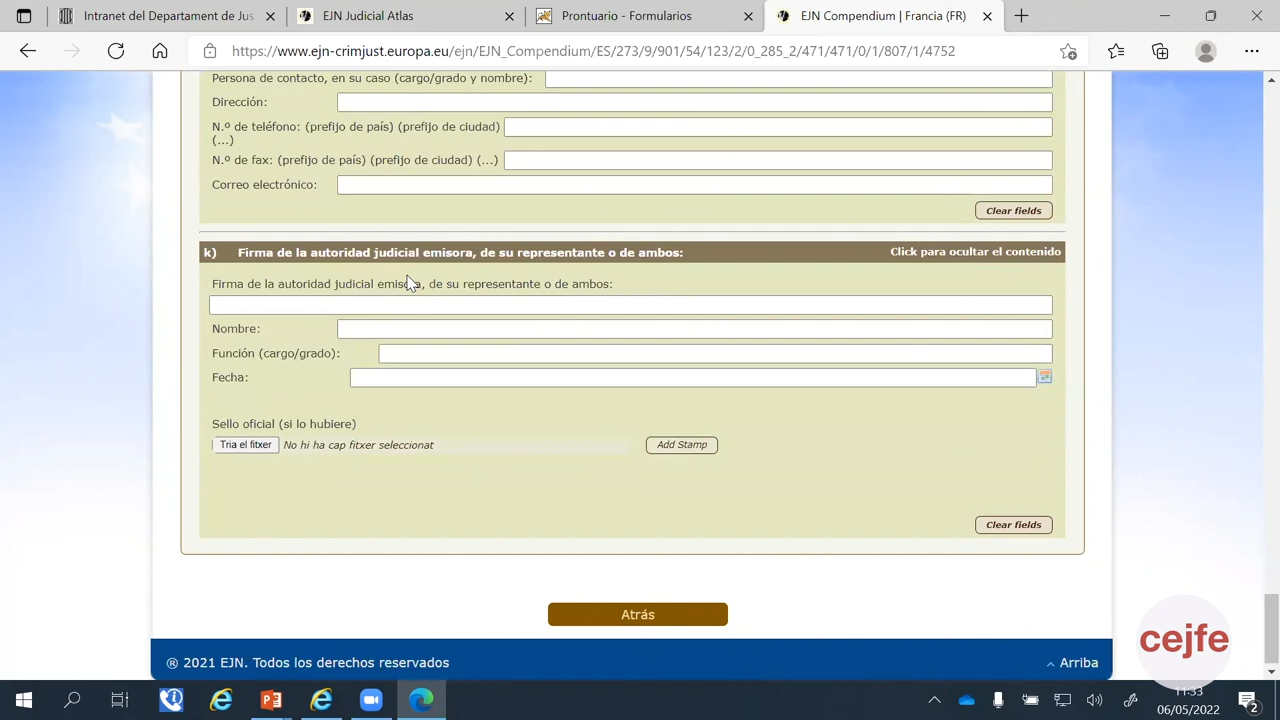 Intranet del Departament de Jus
EJN Judicial Atlas
Prontuario - Formularios
EJN Compendium | Francia (FR)
https://www.ejn-crimjust.europa.eu/ejn/EJN_Compendium/ES/273/9/901/54/123/2/0_285_2/471/471/0/1/807/1/4752
Persona de contacto, en su caso (cargo/grado y nombre):
Dirección:
N.º de teléfono: (prefijo de país) (prefijo de ciudad)
(...)
N.º de fax: (prefijo de país) (prefijo de ciudad) (...)
Correo electrónico:
Clear fields
k) Firma de la autoridad judicial emisora, de su representante o de ambos: Click para ocultar el contenido
Firma de la autoridad judicial emisora, de su representante o de ambos:
Nombre:
Función (cargo/grado):
Fecha:
Sello oficial (si lo hubiere)
Tria el fitxer No hi ha cap fitxer seleccionat Add Stamp
Clear fields
Atrás
® 2021 EJN. Todos los derechos reservados Arriba
cejfe
11:33
06/05/2022
2